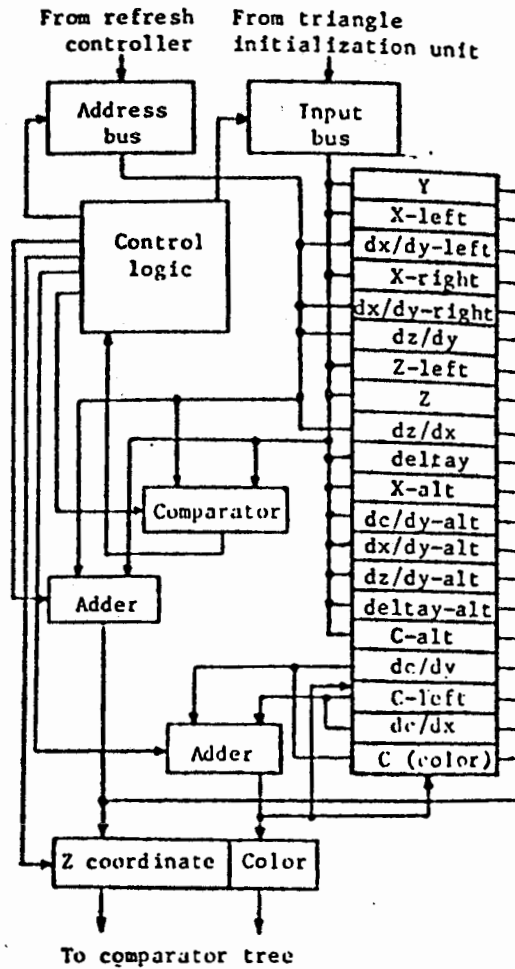 From refresh
controller
From triangle
initialization unit
Address
bus
Input
bus
Control
logic
Y
X-left
dx/dy-left
X-right
dx/dy-right
dz/dy
Z-left
Z
dz/dx
deltay
X-alt
dc/dy-alt
dx/dy-alt
dz/dy-alt
deltay-alt
C-alt
dc/dy
C-left
dc/dx
C (color)
Comparator
Adder
Adder
Z coordinate
Color
To comparator tree